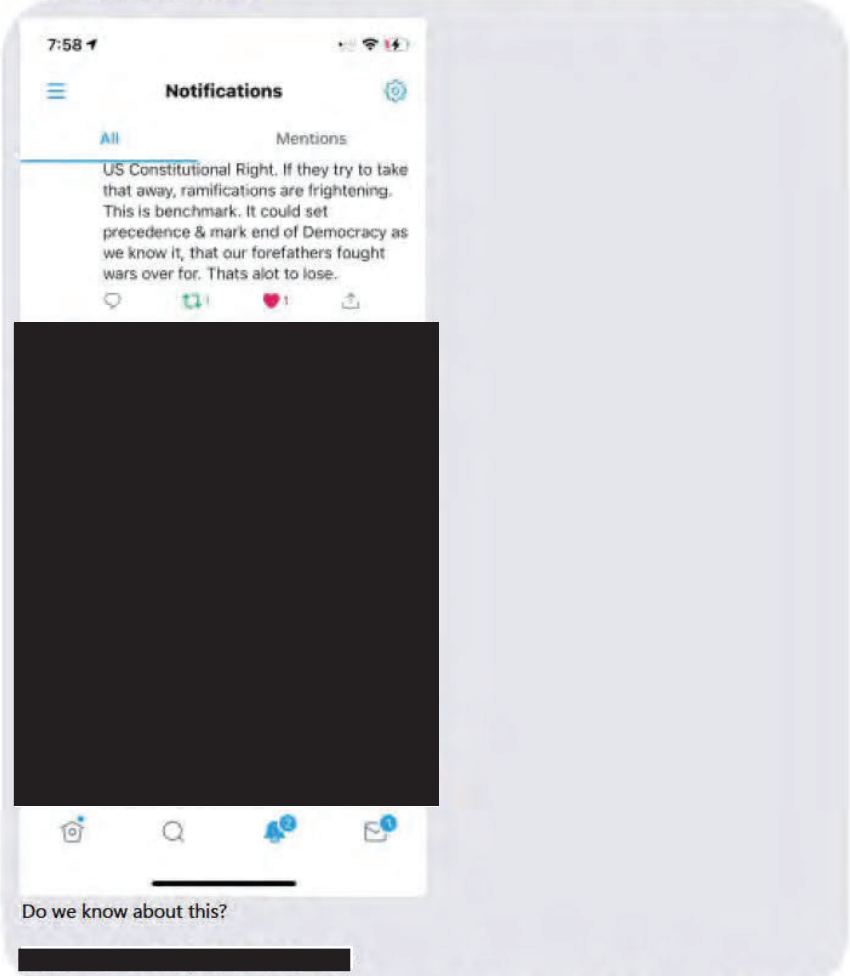 7:58
Notifications
All Mentions
US Constitutional Right. If they try to take
that away, ramifications are frightening.
This is benchmark. It could set
precedence & mark end of Democracy as
we know it, that our forefathers fought
wars over for. Thats alot to lose.
1 1
2 1
Do we know about this?